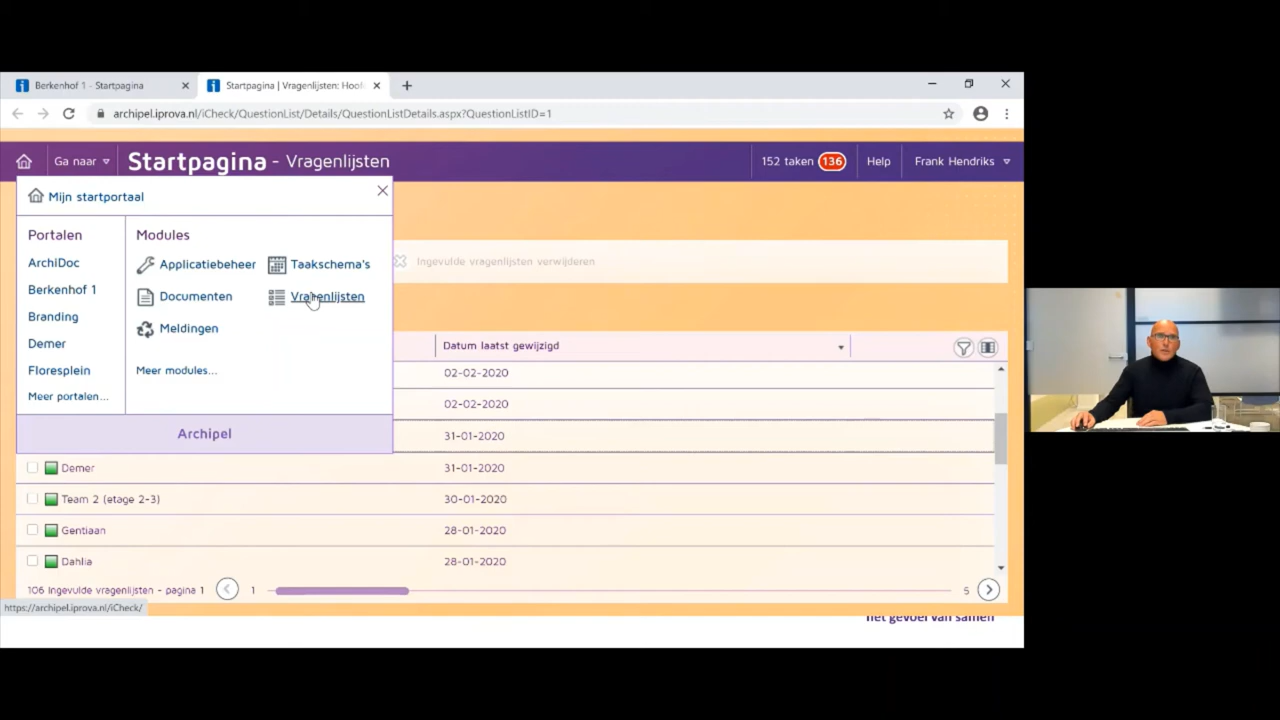 Berkenhof 1 - Startpagina
Startpagina | Vragenlijsten: Hoof
archipel.iprova.nl/iCheck/QuestionList/Details/QuestionListDetails.aspx?QuestionListID=1
Ga naar
Startpagina - Vragenlijsten
152 taken 136
Help
Frank Hendriks
Mijn startportaal
Portalen
ArchiDoc
Berkenhof 1
Branding
Demer
Floresplein
Meer portalen...
Modules
Applicatiebeheer
Taakschema's
Documenten
Vragenlijsten
Meldingen
Meer modules...
Archipel
Ingevulde vragenlijsten verwijderen
Datum laatst gewijzigd
02-02-2020
02-02-2020
31-01-2020
Demer 31-01-2020
Team 2 (etage 2-3) 30-01-2020
Gentiaan 28-01-2020
Dahlia 28-01-2020
106 Ingevulde vragenlijsten - pagina 1
1
5
https://archipel.iprova.nl/iCheck/
het gevoel van samen